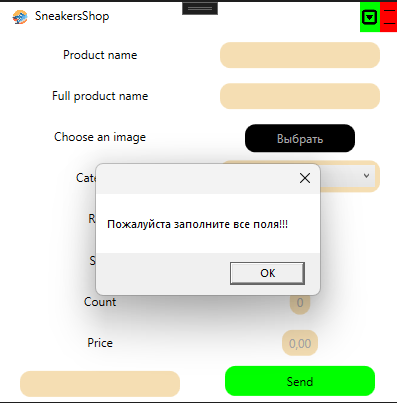 SneakersShop
Product name
Full product name
Choose an image
Выбрать
Cate
R
Пожалуйста заполните все поля!!!
S
OK
Count
0
Price
0,00
Send